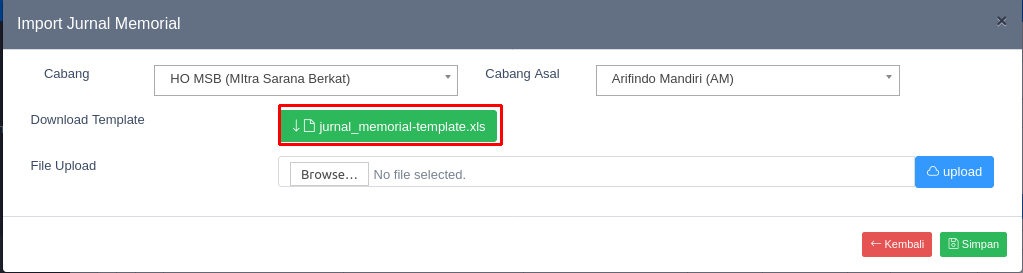 Import Jurnal Memorial ×
Cabang HO MSB (MItra Sarana Berkat) Cabang Asal Arifindo Mandiri (AM)
Download Template jurnal_memorial-template.xls
File Upload Browse... No file selected. upload
Kembali Simpan